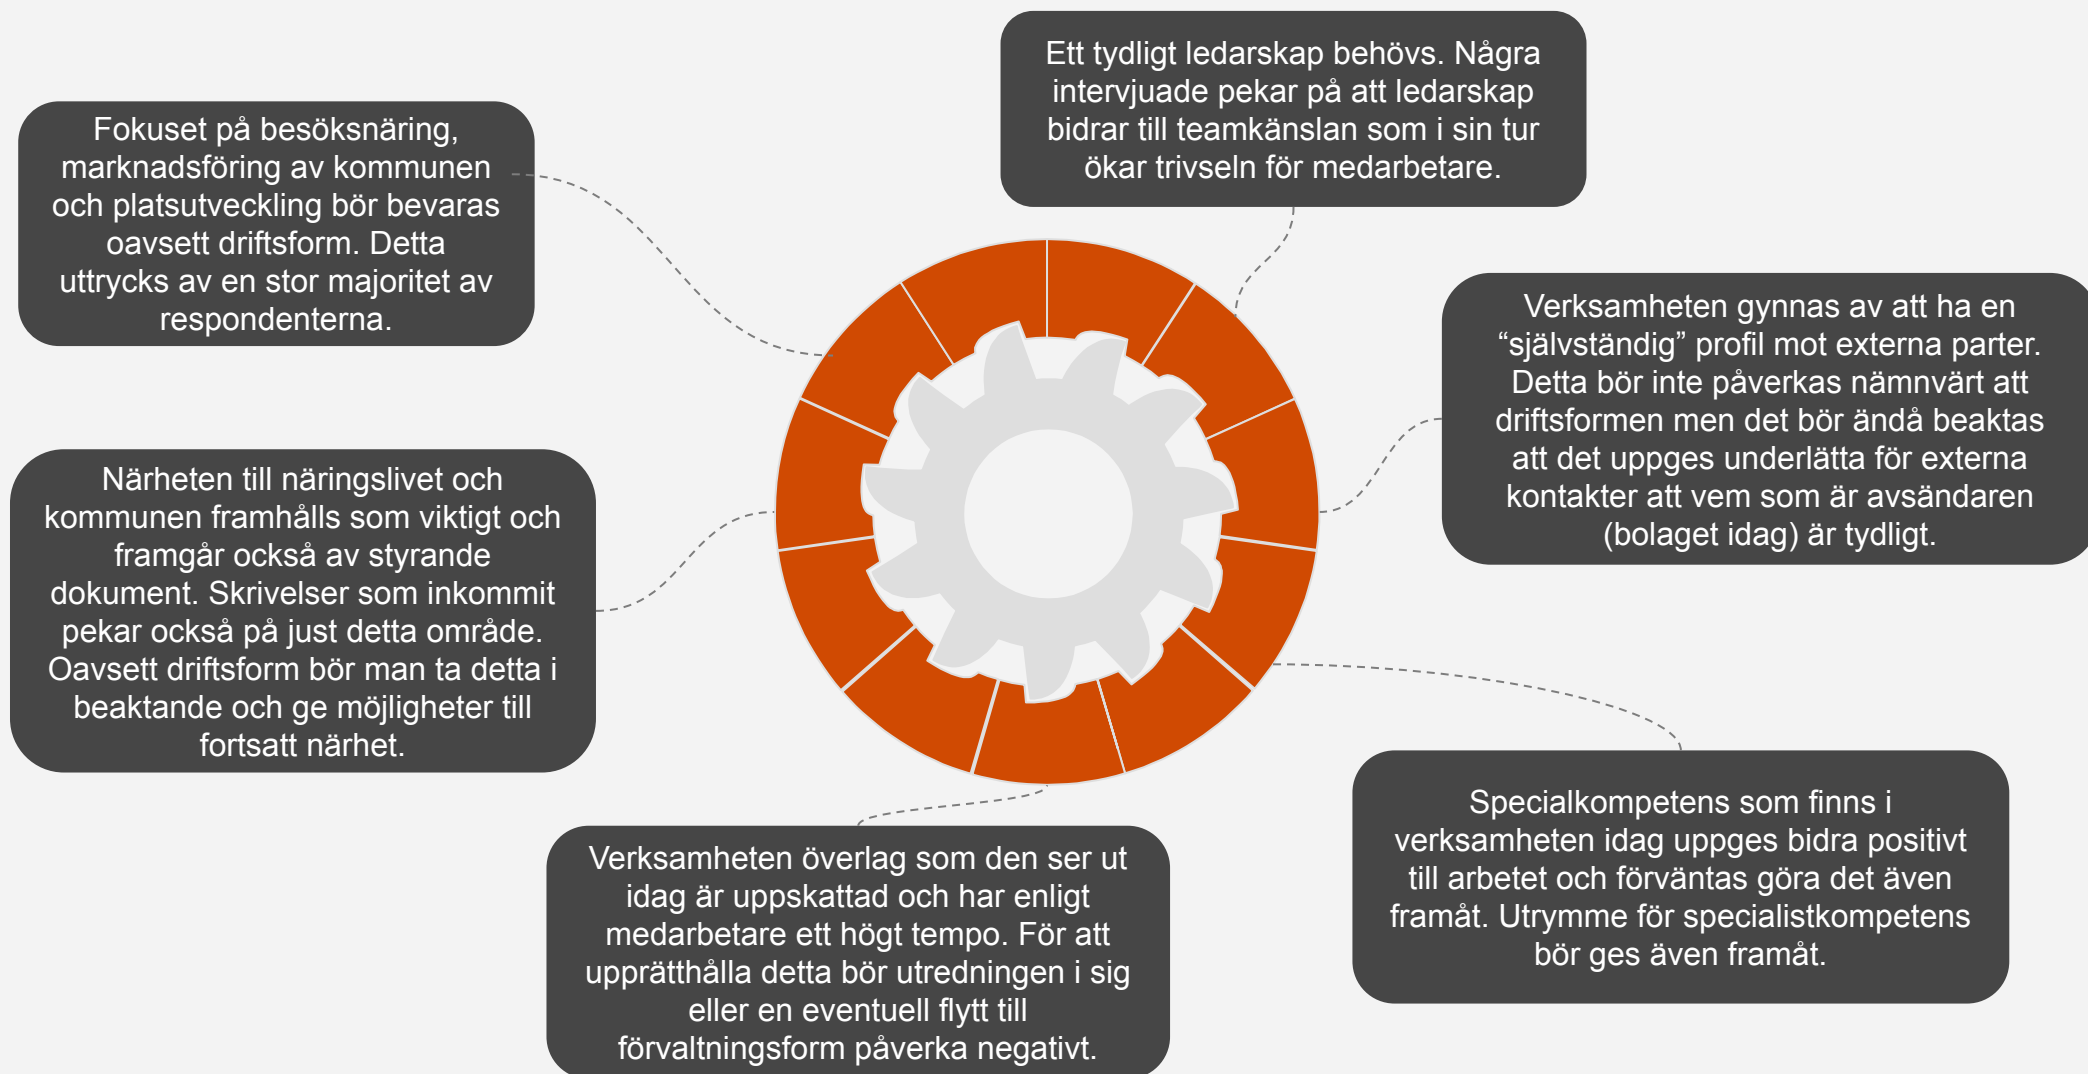 Ett tydligt ledarskap behövs. Några
intervjuade pekar på att ledarskap
bidrar till teamkänslan som i sin tur
ökar trivseln för medarbetare.
Fokuset på besöksnäring,
marknadsföring av kommunen
och platsutveckling bör bevaras
oavsett driftsform. Detta
uttrycks av en stor majoritet av
respondenterna.
Verksamheten gynnas av att ha en
“självständig” profil mot externa parter.
Detta bör inte påverkas nämnvärt att
driftsformen men det bör ändå beaktas
att det uppges underlätta för externa
kontakter att vem som är avsändaren
(bolaget idag) är tydligt.
Närheten till näringslivet och
kommunen framhålls som viktigt och
framgår också av styrande
dokument. Skrivelser som inkommit
pekar också på just detta område.
Oavsett driftsform bör man ta detta i
beaktande och ge möjligheter till
fortsatt närhet.
Specialkompetens som finns i
verksamheten idag uppges bidra positivt
till arbetet och förväntas göra det även
framåt. Utrymme för specialistkompetens
bör ges även framåt.
Verksamheten överlag som den ser ut
idag är uppskattad och har enligt
medarbetare ett högt tempo. För att
upprätthålla detta bör utredningen i sig
eller en eventuell flytt till
förvaltningsform påverka negativt.